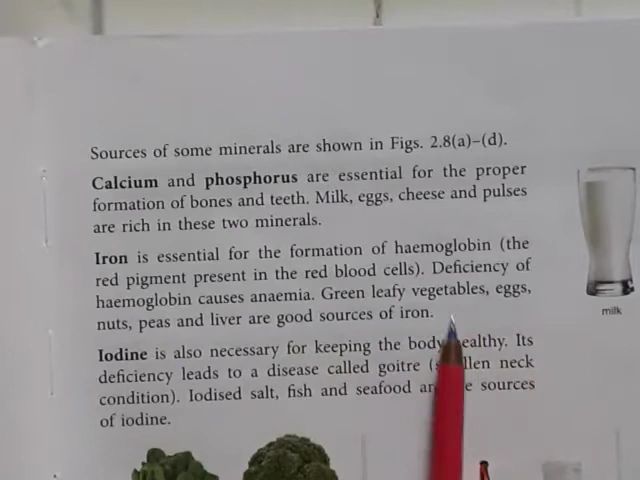 Sources of some minerals are shown in Figs. 2.8(a)–(d).
Calcium and phosphorus are essential for the proper
formation of bones and teeth. Milk, eggs, cheese and pulses
are rich in these two minerals.
Iron is essential for the formation of haemoglobin (the
red pigment present in the red blood cells). Deficiency of
haemoglobin causes anaemia. Green leafy vegetables, eggs,
nuts, peas and liver are good sources of iron.
Iodine is also necessary for keeping the body healthy. Its
deficiency leads to a disease called goitre (swollen neck
condition). Iodised salt, fish and seafood are sources
of iodine.
milk